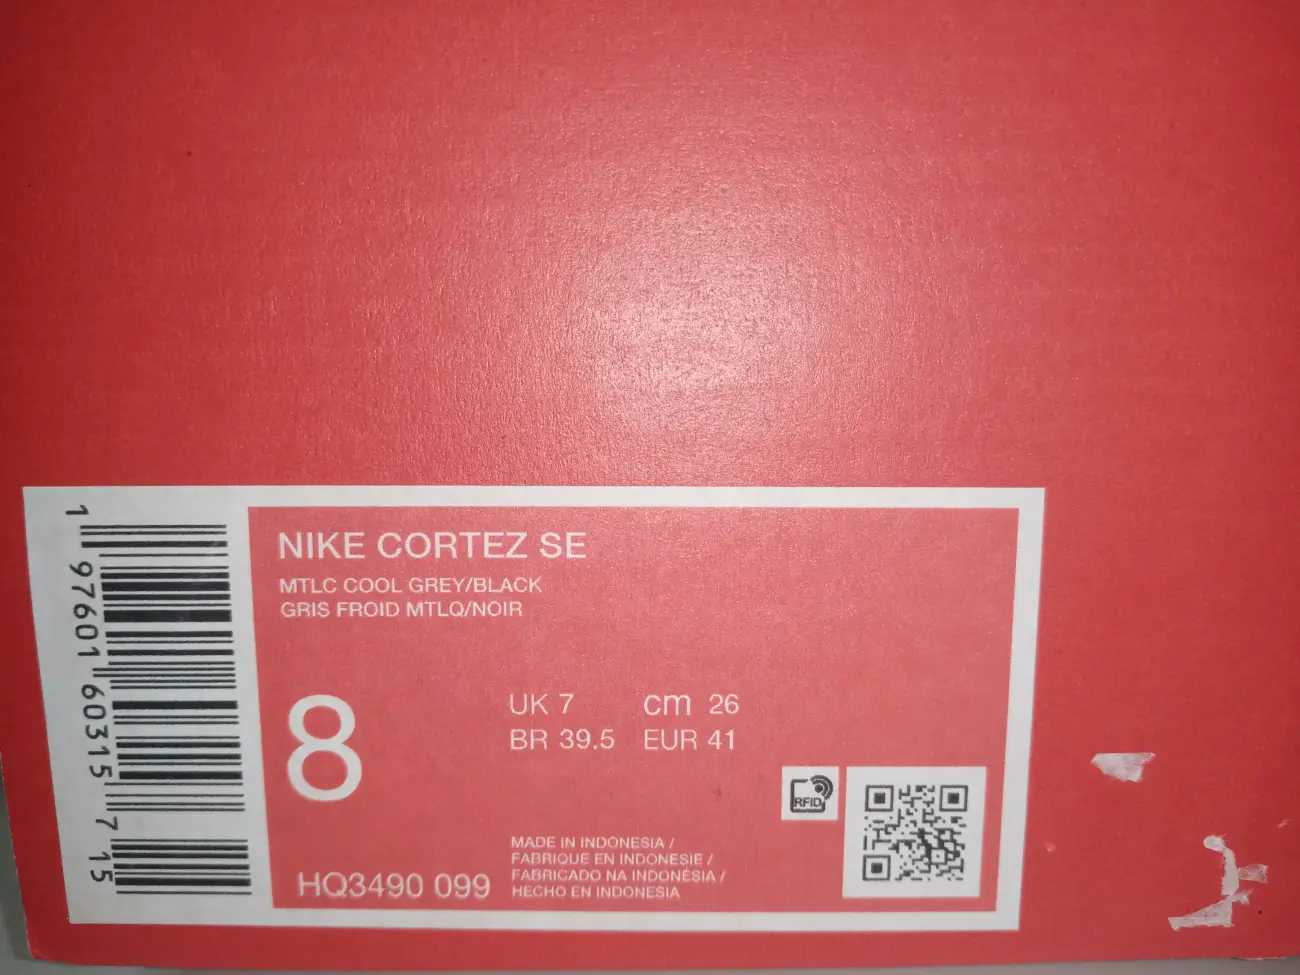 1 97601 60315 7 15
NIKE CORTEZ SE
MTLC COOL GREY/BLACK
GRIS FROID MTLQ/NOIR
8
UK 7 cm 26
BR 39.5 EUR 41
RFID
MADE IN INDONESIA /
FABRIQUE EN INDONESIE /
FABRICADO NA INDONÉSIA /
HECHO EN INDONESIA
HQ3490 099